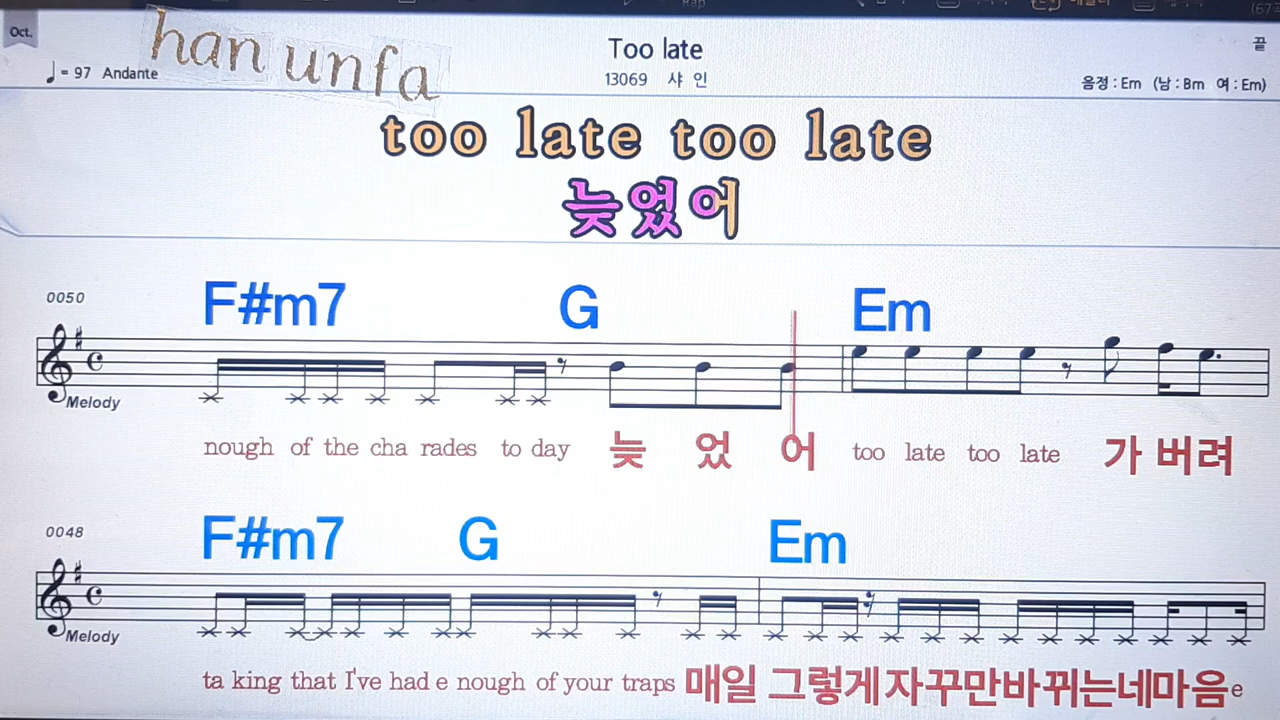 Rap
Oct.
han unfa
Too late
끝
♩= 97 Andante
13069 샤 인
음정 : Em (남 : Bm 여 : Em)
too late too late
늦었어
0050
F#m7 G Em
Melody
nough of the cha rades to day 늦 었 어 too late too late 가 버려
0048
F#m7 G Em
Melody
ta king that I've had e nough of your traps 매일 그렇게자꾸만바뀌는네마음e